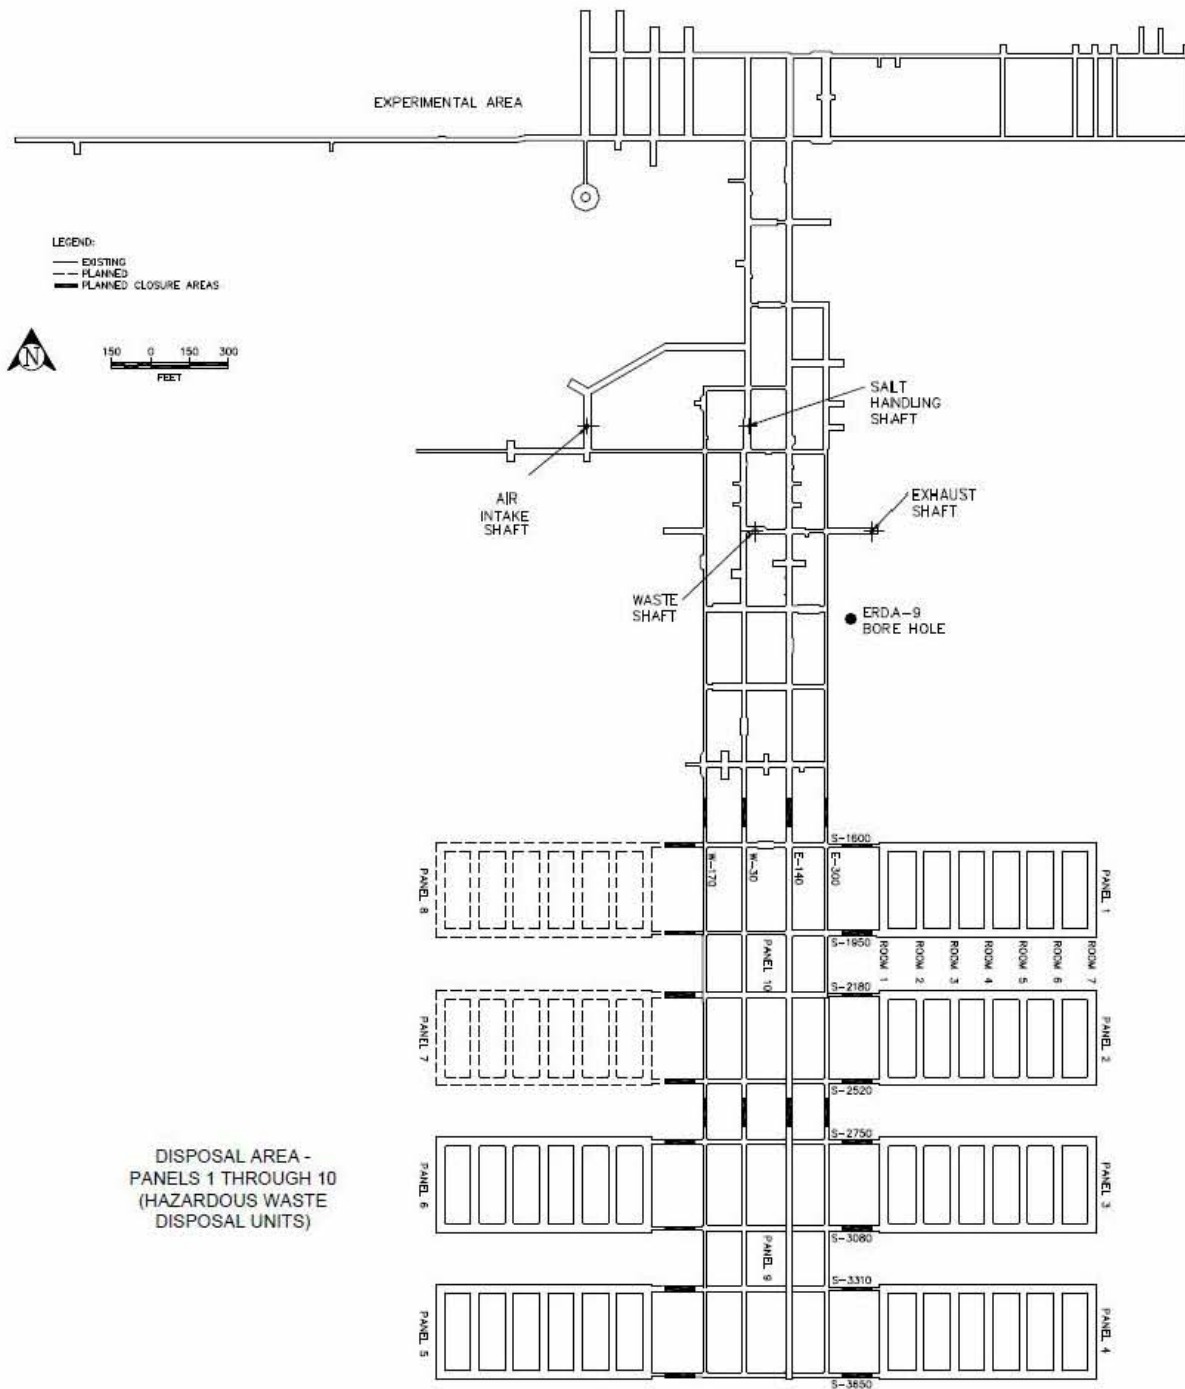 EXPERIMENTAL AREA
LEGEND:
EXISTING
PLANNED
PLANNED CLOSURE AREAS
N
150 0 150 300
FEET
SALT
HANDLING
SHAFT
AIR
INTAKE
SHAFT
EXHAUST
SHAFT
WASTE
SHAFT
ERDA-9
BORE HOLE
S-1600
W-170
W-30
E-140
E-300
PANEL 8
PANEL 1
S-1950
PANEL 10
ROOM 1
ROOM 2
ROOM 3
ROOM 4
ROOM 5
ROOM 6
ROOM 7
S-2180
PANEL 7
PANEL 2
S-2520
S-2750
DISPOSAL AREA -
PANELS 1 THROUGH 10
(HAZARDOUS WASTE
DISPOSAL UNITS)
PANEL 6
PANEL 3
S-3080
PANEL 9
S-3310
PANEL 5
PANEL 4
S-3650